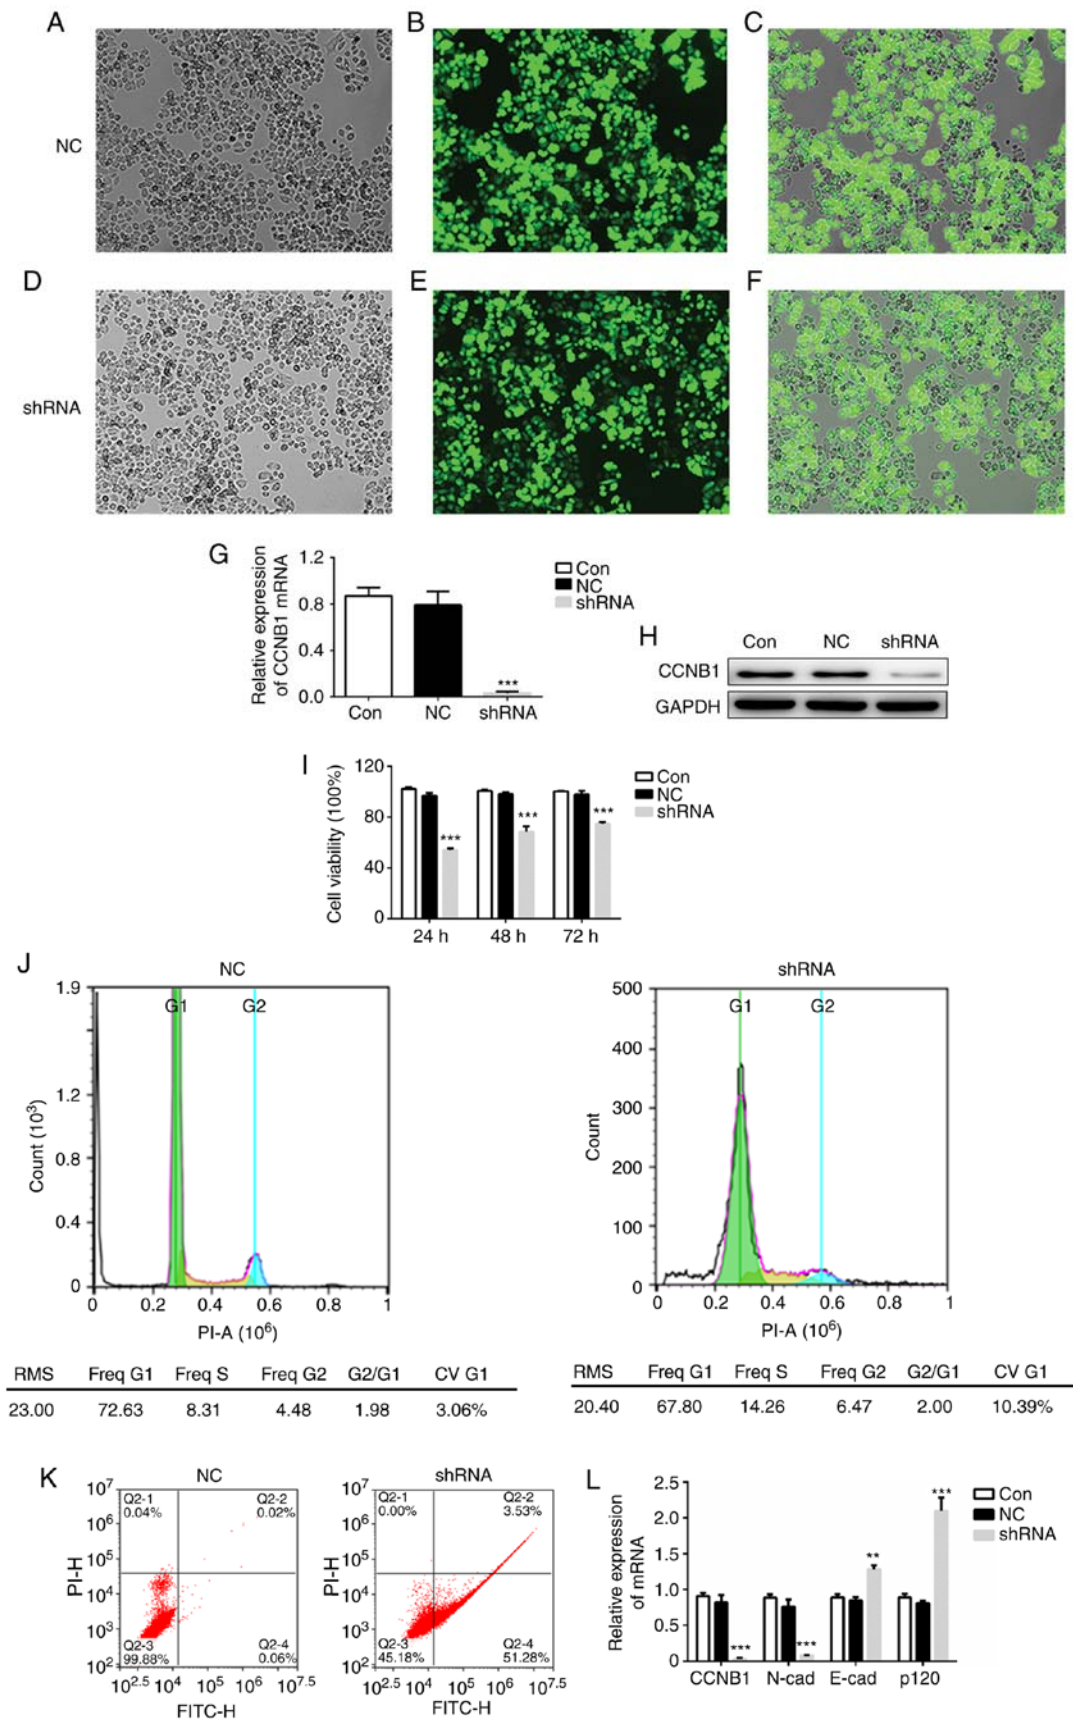 A
B
C
NC
D
E
F
shRNA
G
Relative expression
of CCNB1 mRNA
1.2
0.8
0.4
0.0
Con
NC
shRNA
***
Con
NC
shRNA
H
Con NC shRNA
CCNB1
GAPDH
I
Cell viability (100%)
120
80
40
0
***
***
***
24 h 48 h 72 h
Con
NC
shRNA
J
NC
Count (10³)
1.9
1.2
0.8
0.4
0
G1 G2
0 0.2 0.4 0.6 0.8 1
PI-A (10⁶)
RMS Freq G1 Freq S Freq G2 G2/G1 CV G1
23.00 72.63 8.31 4.48 1.98 3.06%
shRNA
Count
500
400
300
200
100
0
G1 G2
0 0.2 0.4 0.6 0.8 1
PI-A (10⁶)
RMS Freq G1 Freq S Freq G2 G2/G1 CV G1
20.40 67.80 14.26 6.47 2.00 10.39%
K
NC
PI-H
10⁷
10⁶
10⁵
10⁴
10³
10²
Q2-1
0.04%
Q2-2
0.02%
Q2-3
99.88%
Q2-4
0.06%
10²·⁵ 10⁴ 10⁵ 10⁶ 10⁷·⁵
FITC-H
shRNA
PI-H
10⁷
10⁶
10⁵
10⁴
10³
10²
Q2-1
0.00%
Q2-2
3.53%
Q2-3
45.18%
Q2-4
51.28%
10²·⁵ 10⁴ 10⁵ 10⁶ 10⁷·⁵
FITC-H
L
Relative expression
of mRNA
2.5
2.0
1.5
1.0
0.5
0
***
***
**
***
CCNB1 N-cad E-cad p120
Con
NC
shRNA